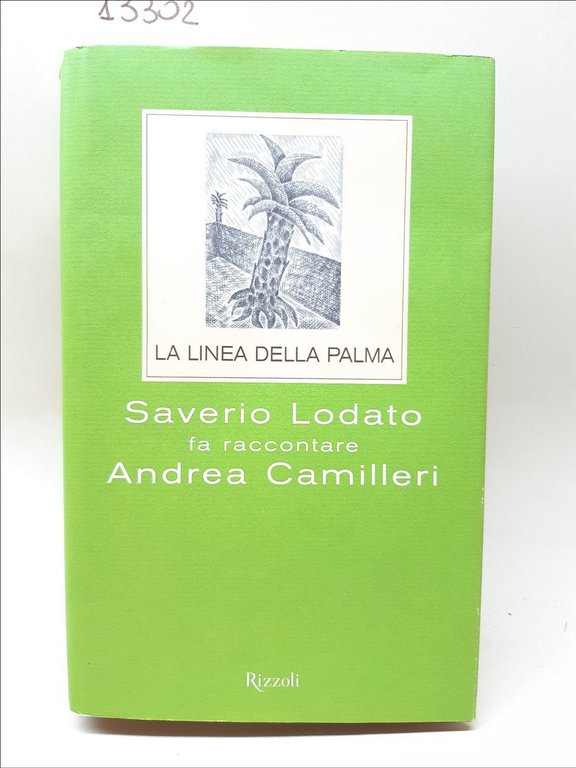 13302
LA LINEA DELLA PALMA
Saverio Lodato
fa raccontare
Andrea Camilleri
Rizzoli